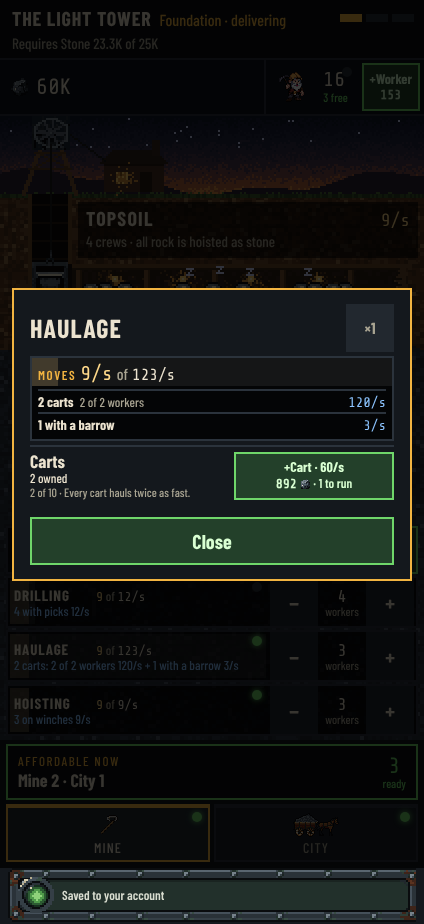 THE LIGHT TOWER Foundation · delivering
Requires Stone 23.3K of 25K
60K
16
3 free
+Worker
153
TOPSOIL 9/s
4 crews · all rock is hoisted as stone
z z z z
HAULAGE
×1
MOVES 9/s of 123/s
2 carts 2 of 2 workers 120/s
1 with a barrow 3/s
Carts
2 owned
2 of 10 · Every cart hauls twice as fast.
+Cart · 60/s
892 · 1 to run
Close
DRILLING 9 of 12/s
4 with picks 12/s
− 4 workers +
HAULAGE 9 of 123/s
2 carts: 2 of 2 workers 120/s + 1 with a barrow 3/s
− 3 workers +
HOISTING 9 of 9/s
3 on winches 9/s
− 3 workers +
AFFORDABLE NOW
Mine 2 · City 1
3
ready
MINE
CITY
Saved to your account